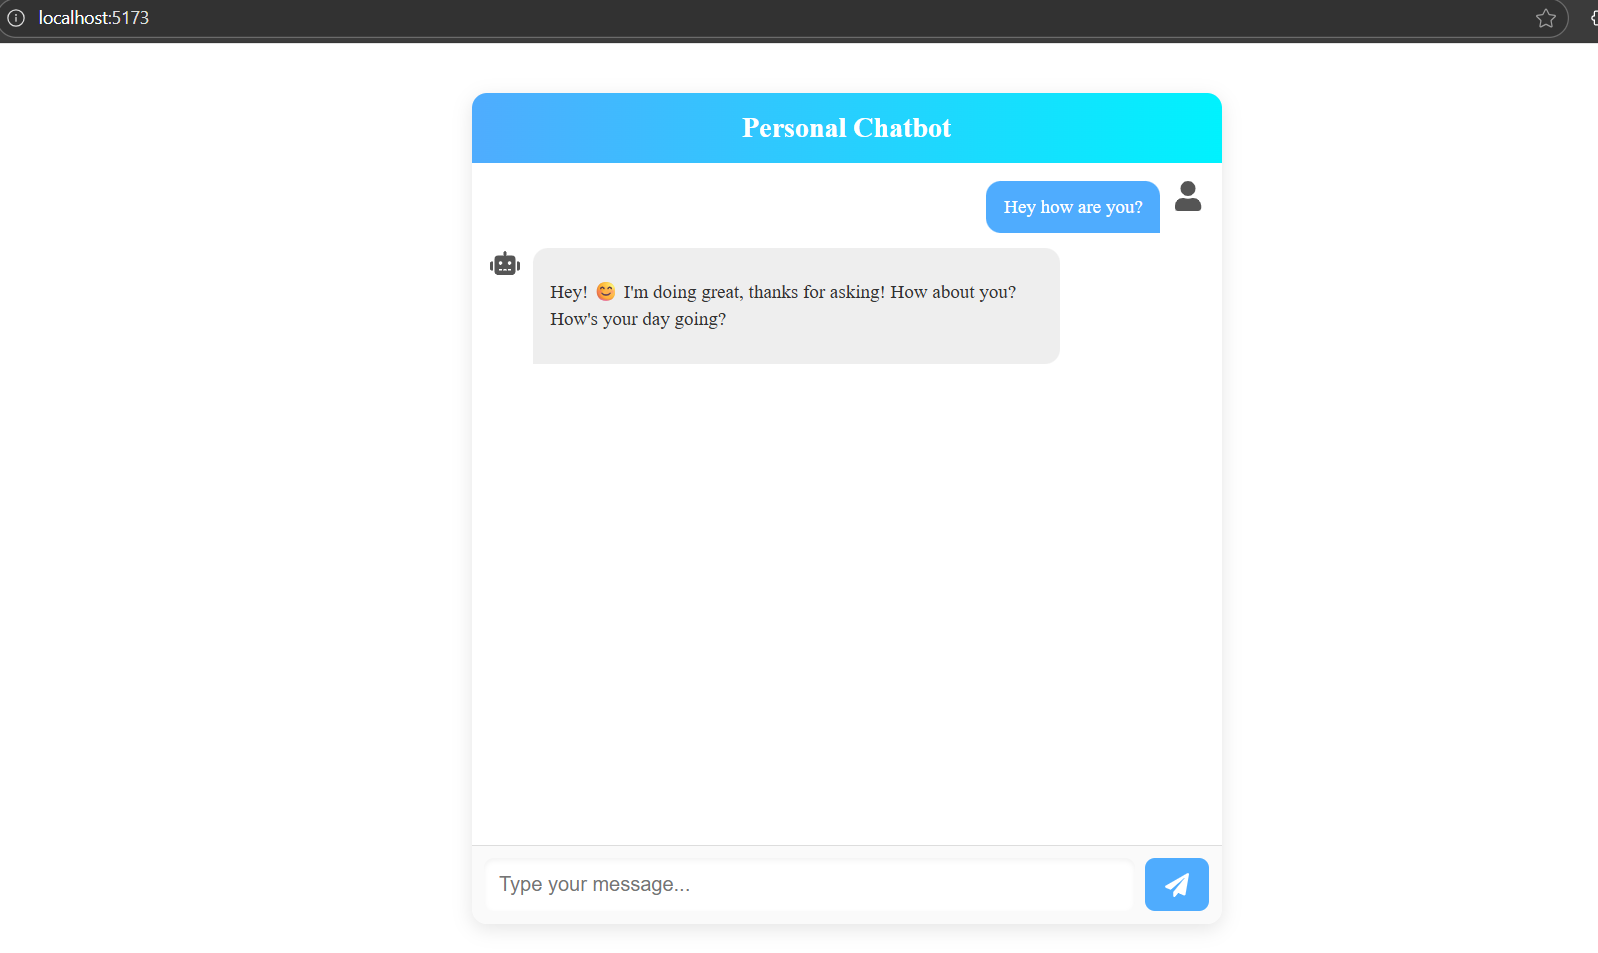 localhost:5173
Personal Chatbot
Hey how are you?
Hey! 😊 I'm doing great, thanks for asking! How about you?
How's your day going?
Type your message...